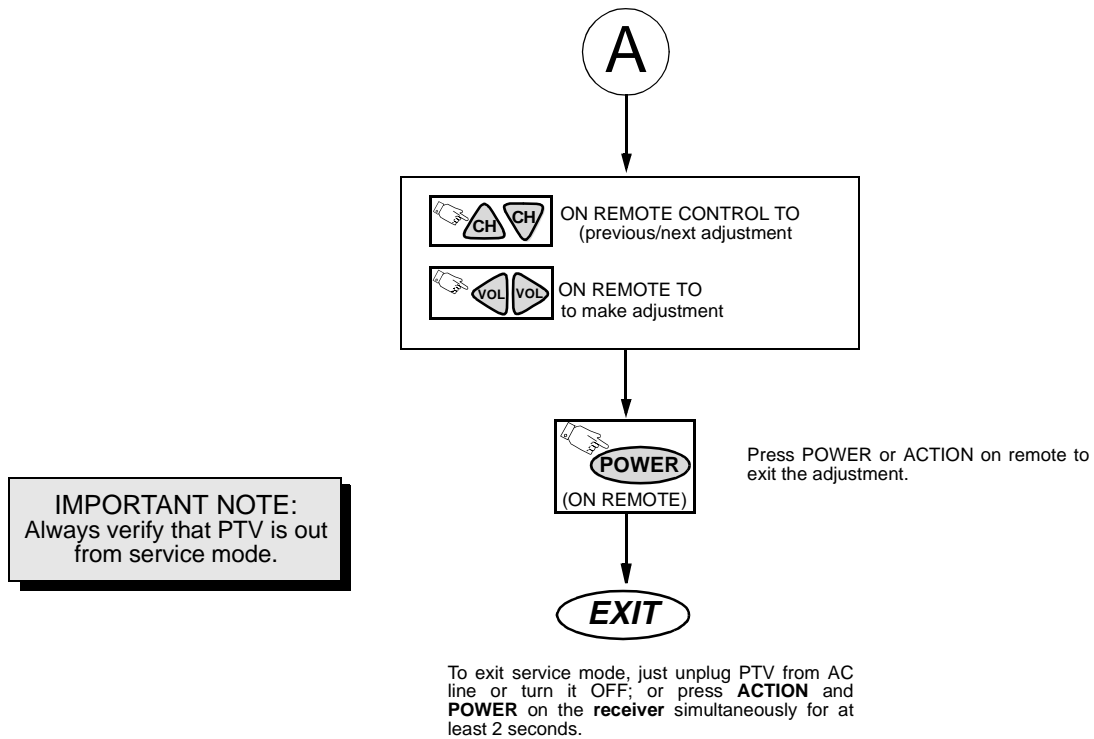 A
CH CH ON REMOTE CONTROL TO
(previous/next adjustment
VOL VOL ON REMOTE TO
to make adjustment
POWER
(ON REMOTE)
Press POWER or ACTION on remote to
exit the adjustment.
IMPORTANT NOTE:
Always verify that PTV is out
from service mode.
EXIT
To exit service mode, just unplug PTV from AC
line or turn it OFF; or press ACTION and
POWER on the receiver simultaneously for at
least 2 seconds.